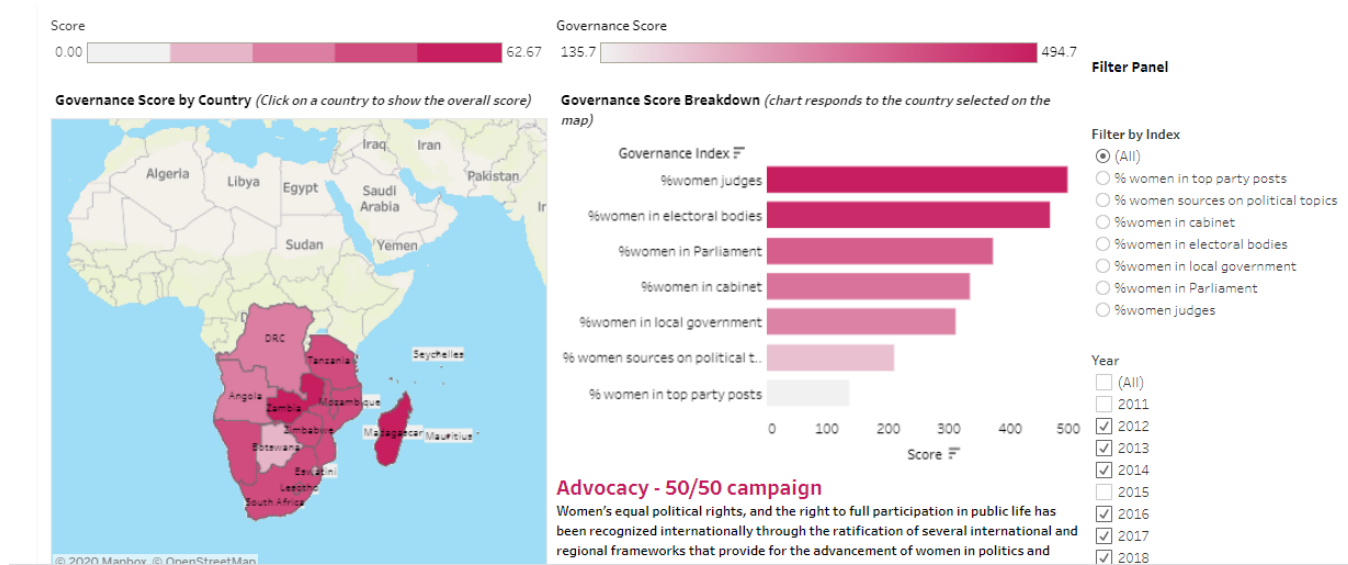 Score
0.00 62.67
Governance Score
135.7 494.7
Filter Panel
Governance Score by Country (Click on a country to show the overall score)
Iraq
Iran
Algeria
Libya
Egypt
Saudi
Arabia
Pakistan
Ir
Sudan
Yemen
D
DRC
Tanzania
Seychelles
Angola
Zambia
Mozambique
Zimbabwe
Madagascar
Mauritius
Botswana
Eswatini
Lesotho
South Africa
© 2020 Mapbox © OpenStreetMap
Governance Score Breakdown (chart responds to the country selected on the
map)
Governance Index
%women judges
%women in electoral bodies
%women in Parliament
%women in cabinet
%women in local government
% women sources on political t..
% women in top party posts
0 100 200 300 400 500
Score
Advocacy - 50/50 campaign
Women's equal political rights, and the right to full participation in public life has
been recognized internationally through the ratification of several international and
regional frameworks that provide for the advancement of women in politics and
Filter by Index
(All)
% women in top party posts
% women sources on political topics
%women in cabinet
%women in electoral bodies
%women in local government
%women in Parliament
%women judges
Year
(All)
2011
2012
2013
2014
2015
2016
2017
2018